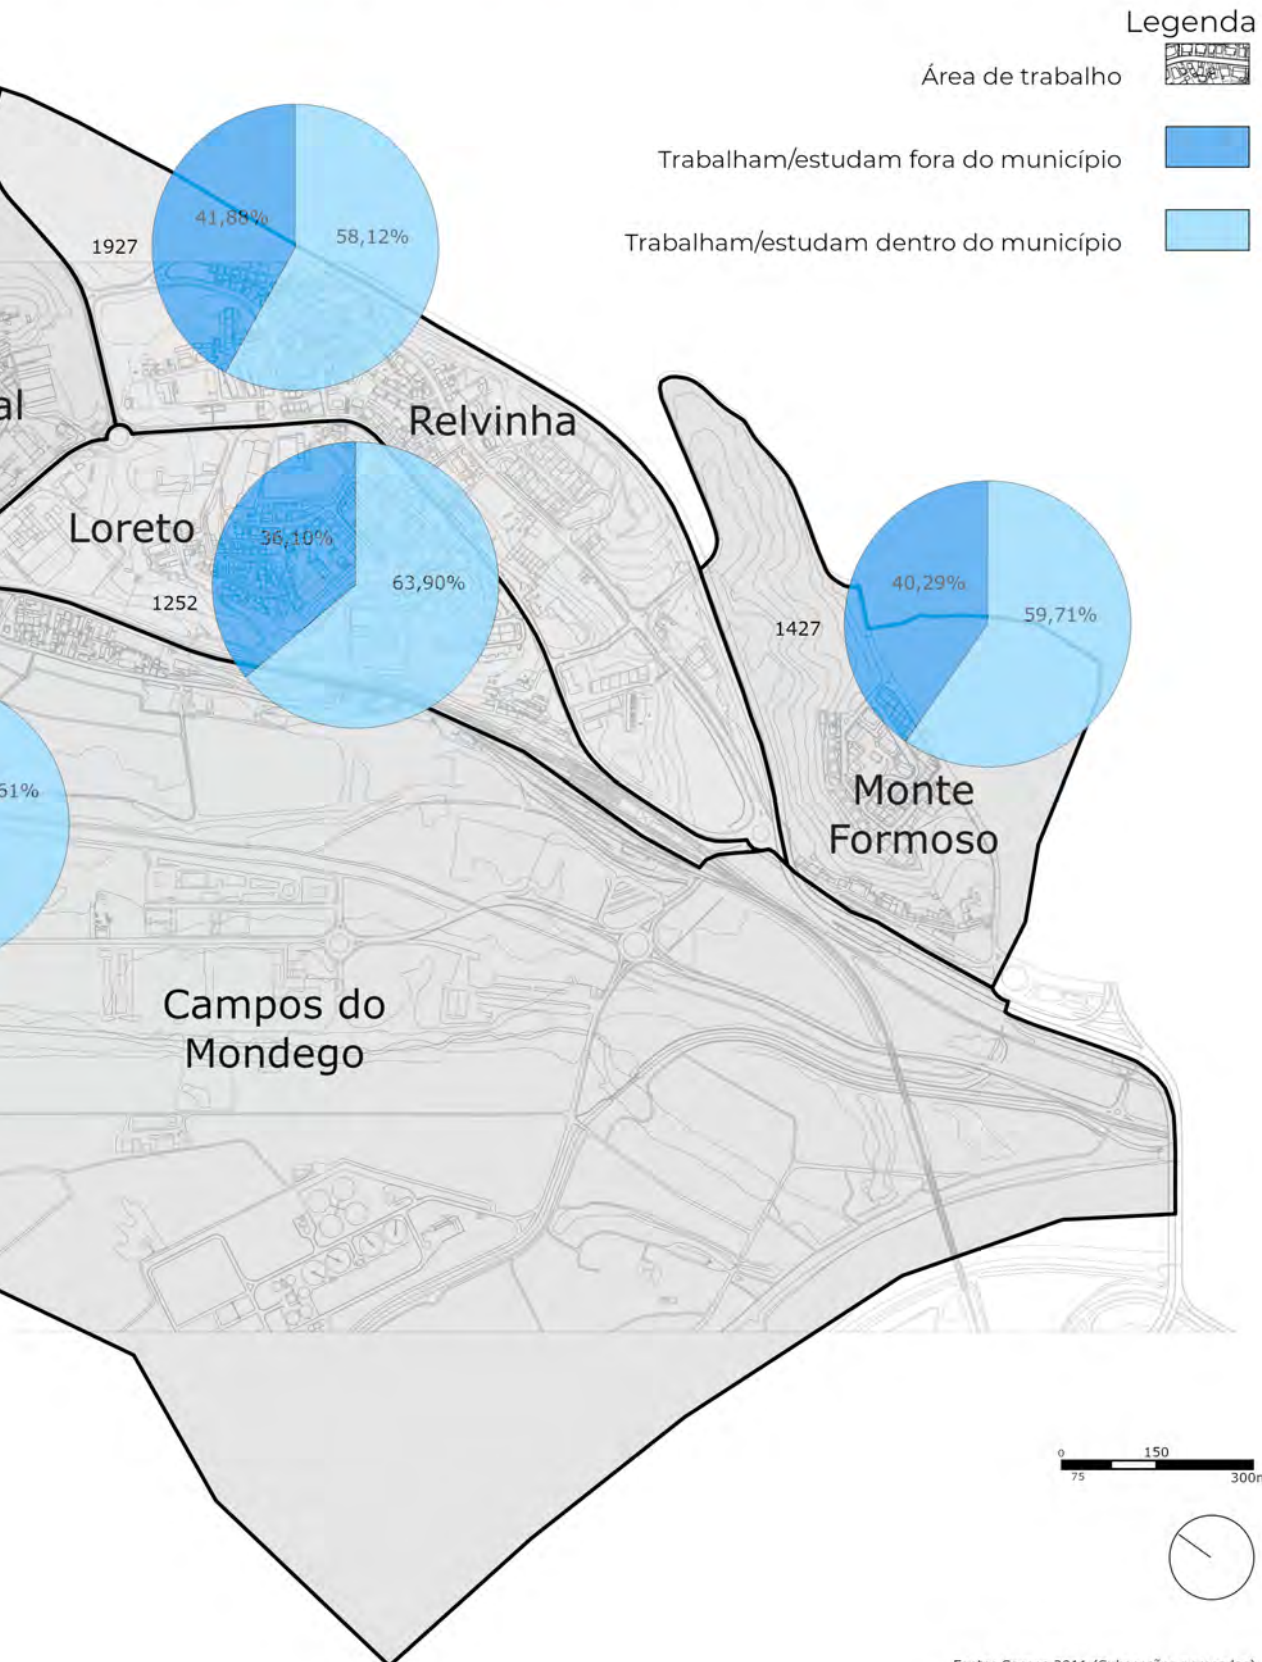 Legenda
Área de trabalho
Trabalham/estudam fora do município
Trabalham/estudam dentro do município
41,88%
58,12%
1927
al
Relvinha
Loreto
36,10%
63,90%
1252
40,29%
59,71%
1427
51%
Monte
Formoso
Campos do
Mondego
0
150
75
300